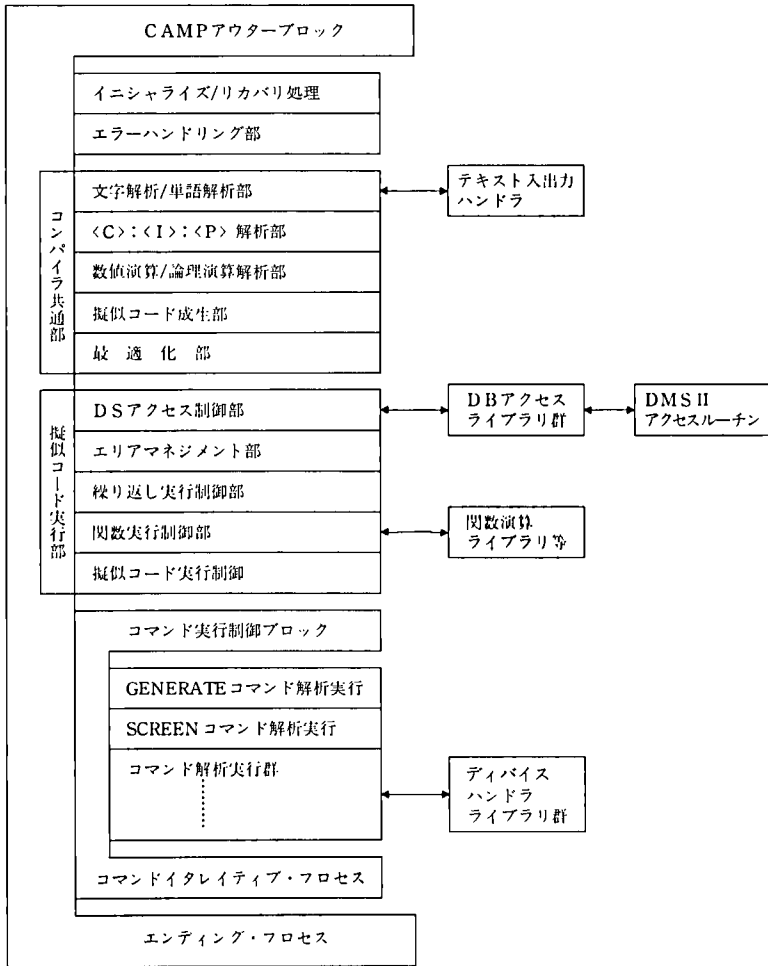 CAMPアウターブロック
イニシャライズ/リカバリ処理
エラーハンドリング部
コンパイラ共通部
文字解析/単語解析部
テキスト入出力
ハンドラ
〈C〉:〈I〉:〈P〉解析部
数値演算/論理演算解析部
擬似コード成生部
最適化部
擬似コード実行部
DSアクセス制御部
DBアクセス
ライブラリ群
DMSII
アクセスルーチン
エリアマネジメント部
繰り返し実行制御部
関数実行制御部
関数演算
ライブラリ等
擬似コード実行制御
コマンド実行制御ブロック
GENERATEコマンド解析実行
SCREENコマンド解析実行
コマンド解析実行群
ディバイス
ハンドラ
ライブラリ群
コマンドイタレイティブ・フロセス
エンディング・フロセス